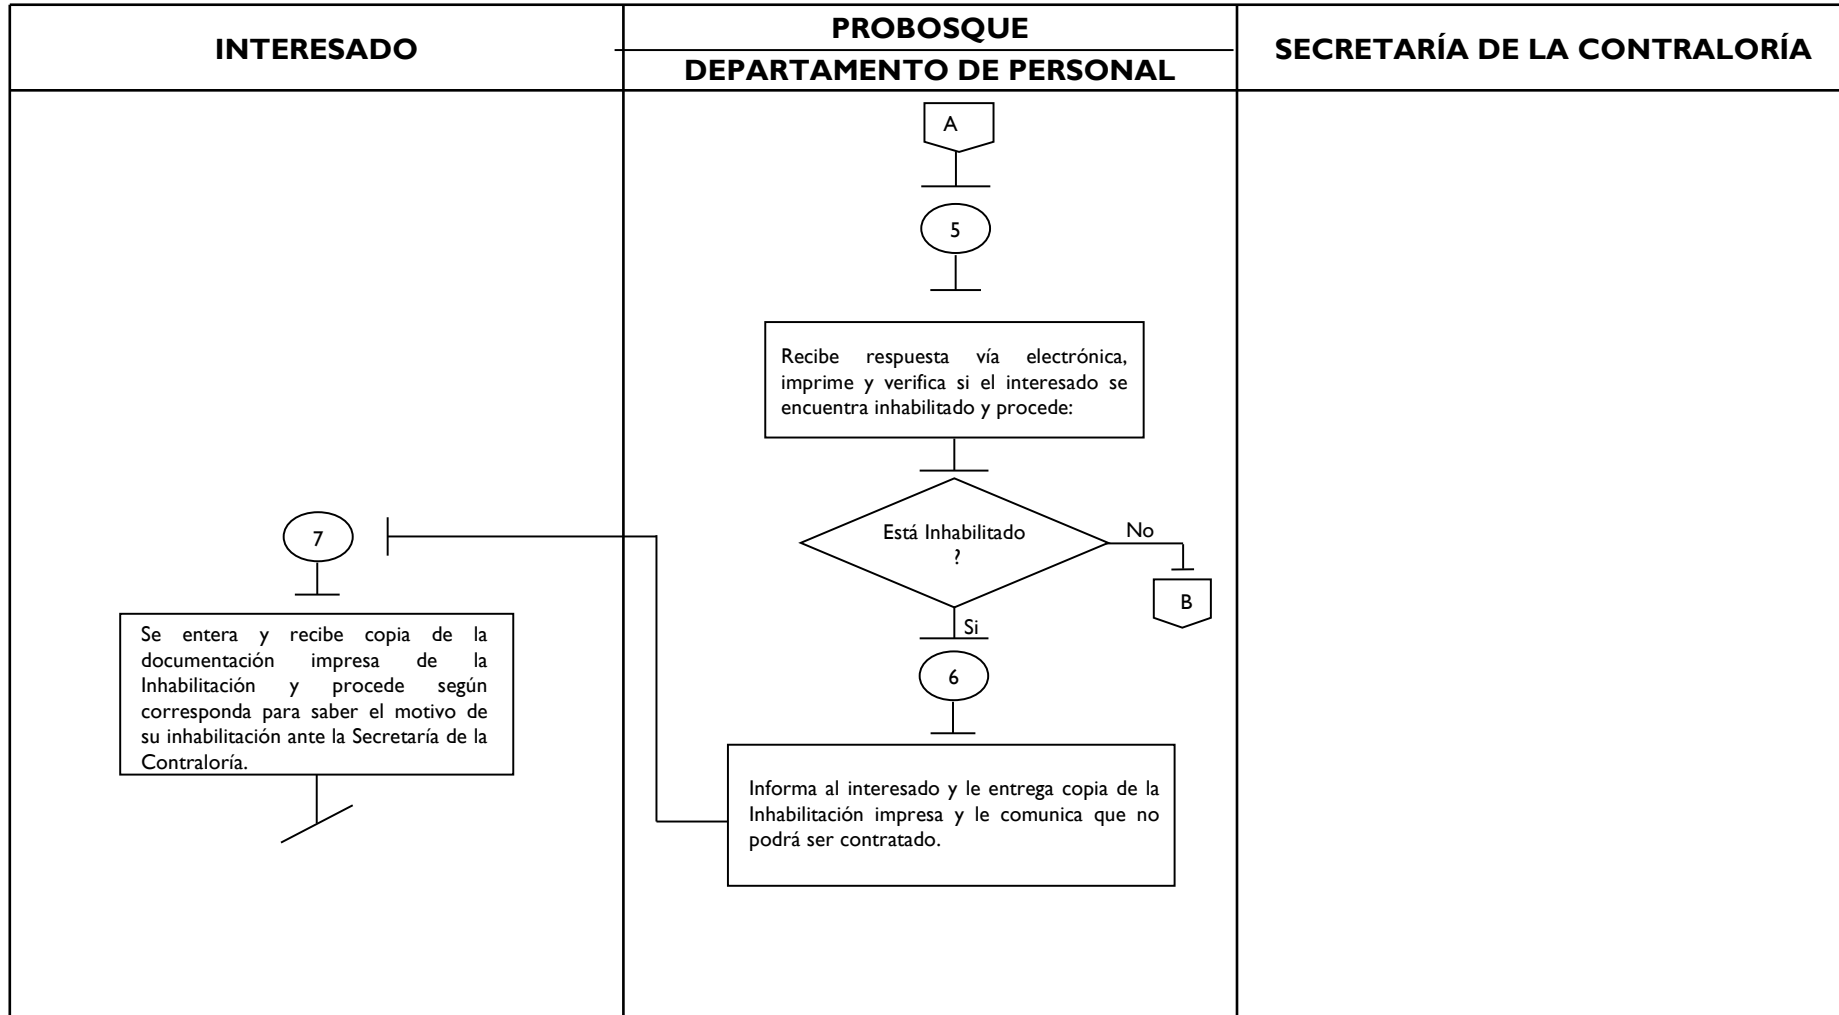 INTERESADO
PROBOSQUE
DEPARTAMENTO DE PERSONAL
SECRETARÍA DE LA CONTRALORÍA
A
5
Recibe respuesta vía electrónica,
imprime y verifica si el interesado se
encuentra inhabilitado y procede:
Está Inhabilitado
?
No
B
Si
6
Informa al interesado y le entrega copia de la
Inhabilitación impresa y le comunica que no
podrá ser contratado.
7
Se entera y recibe copia de la
documentación impresa de la
Inhabilitación y procede según
corresponda para saber el motivo de
su inhabilitación ante la Secretaría de la
Contraloría.